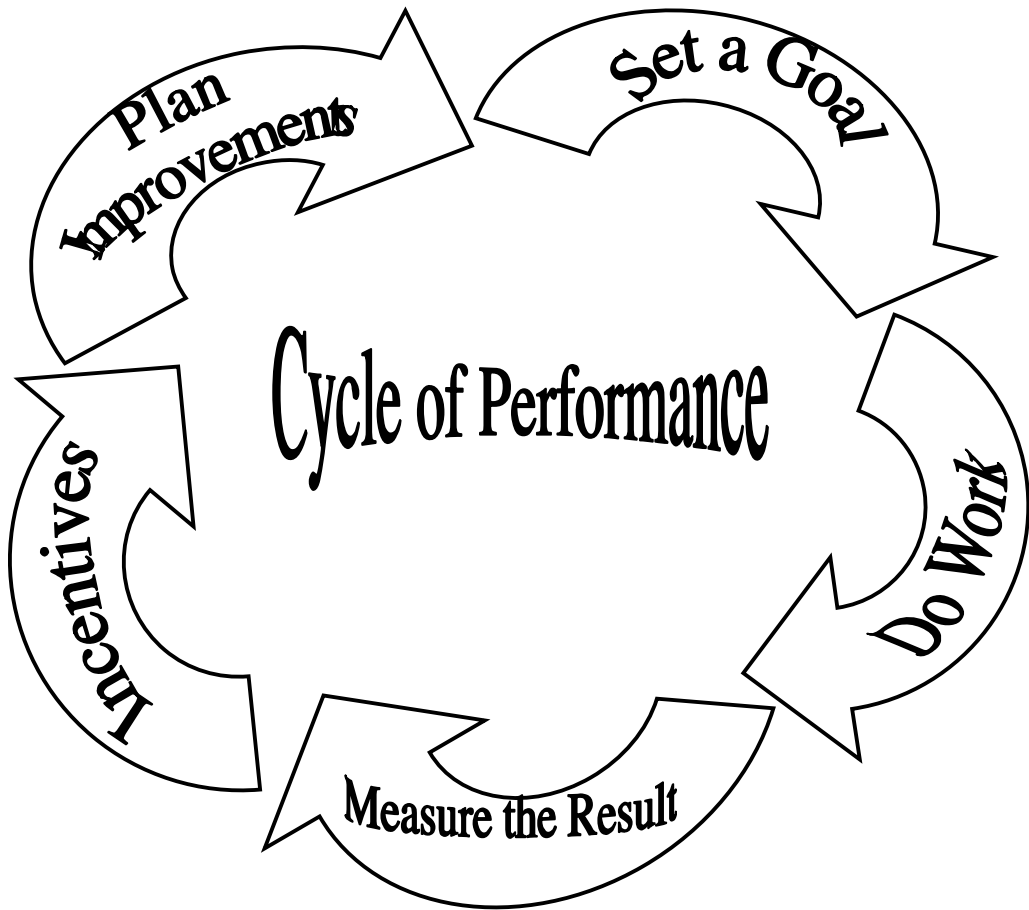 Set a Goal
Plan
Improvements
Cycle of Performance
Do Work
Incentives
Measure the Result